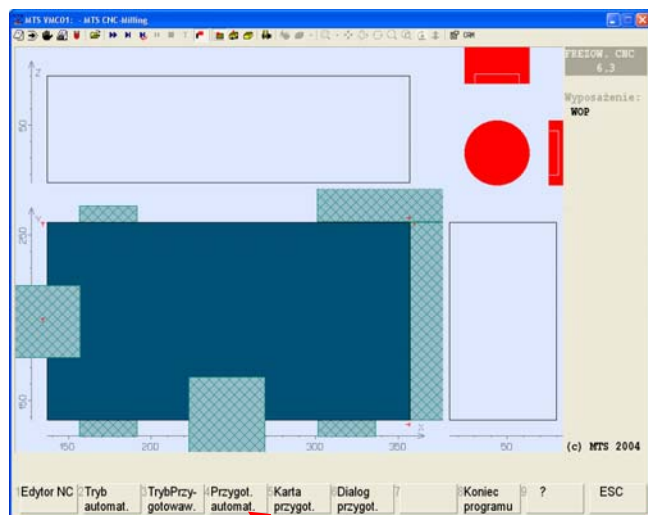 MTS VMC01: - MTS CNC-Milling
FREZOW. CNC
6.3
Wyposażenie:
WOP
Z
50
Y
250
150
150
200
300
350
X
50
(c) MTS 2004
1 Edytor NC
2 Tryb
automat.
3 TrybPrzy-
gotowaw.
4 Przygot.
automat.
5 Karta
przygot.
6 Dialog
przygot.
7
8 Koniec
programu
9 ?
ESC